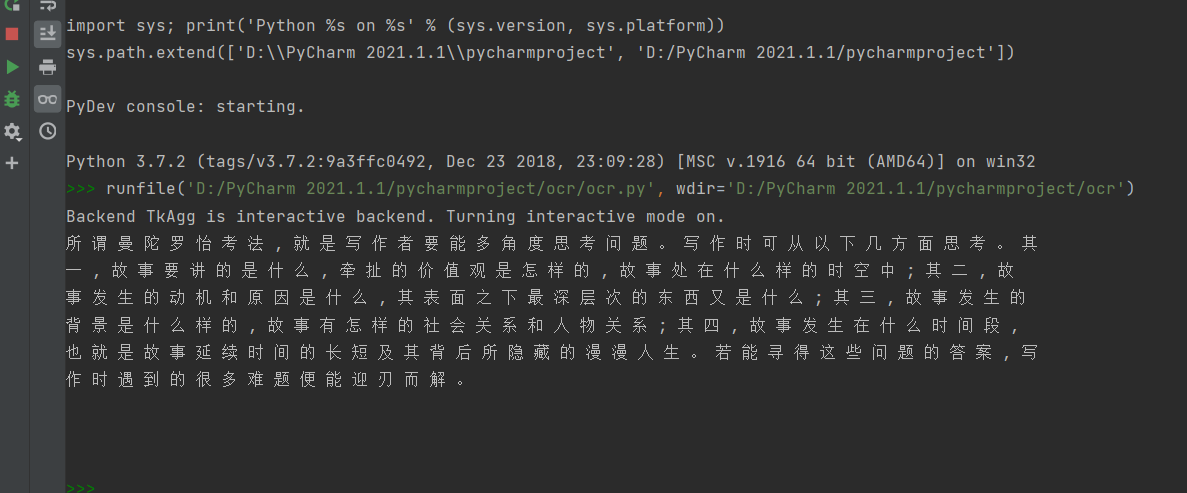 import sys; print('Python %s on %s' % (sys.version, sys.platform))
sys.path.extend(['D:\\PyCharm 2021.1.1\\pycharmproject', 'D:/PyCharm 2021.1.1/pycharmproject'])
PyDev console: starting.
Python 3.7.2 (tags/v3.7.2:9a3ffc0492, Dec 23 2018, 23:09:28) [MSC v.1916 64 bit (AMD64)] on win32
>>> runfile('D:/PyCharm 2021.1.1/pycharmproject/ocr/ocr.py', wdir='D:/PyCharm 2021.1.1/pycharmproject/ocr')
Backend TkAgg is interactive backend. Turning interactive mode on.
所 谓 曼 陀 罗 怡 考 法 , 就 是 写 作 者 要 能 多 角 度 思 考 问 题 。 写 作 时 可 从 以 下 几 方 面 思 考 。 其
一 , 故 事 要 讲 的 是 什 么 , 牵 扯 的 价 值 观 是 怎 样 的 , 故 事 处 在 什 么 样 的 时 空 中 ; 其 二 , 故
事 发 生 的 动 机 和 原 因 是 什 么 , 其 表 面 之 下 最 深 层 次 的 东 西 又 是 什 么 ; 其 三 , 故 事 发 生 的
背 景 是 什 么 样 的 , 故 事 有 怎 样 的 社 会 关 系 和 人 物 关 系 ; 其 四 , 故 事 发 生 在 什 么 时 间 段 ,
也 就 是 故 事 延 续 时 间 的 长 短 及 其 背 后 所 隐 藏 的 漫 漫 人 生 。 若 能 寻 得 这 些 问 题 的 答 案 , 写
作 时 遇 到 的 很 多 难 题 便 能 迎 刃 而 解 。
>>>